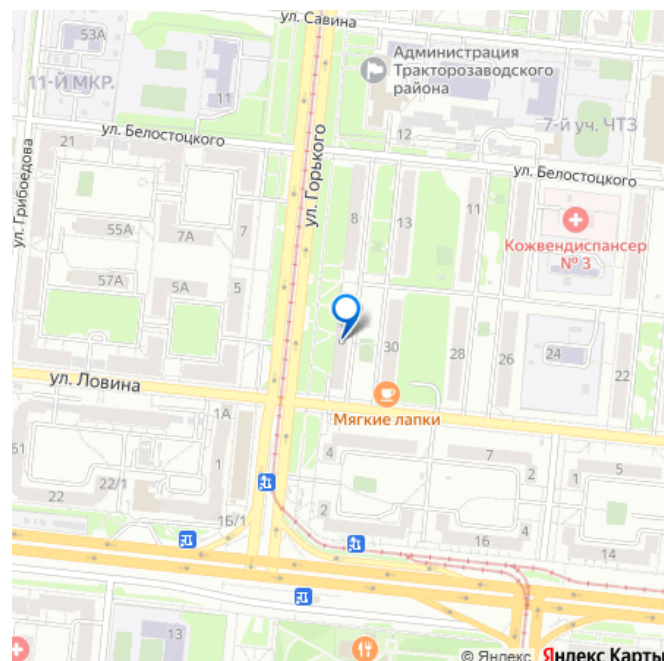 ул. Савина
53А
Администрация
Тракторозаводского
района
11-Й МКР.
11
7-й уч. ЧТЗ
12
ул. Белостоцкого
21
ул. Белостоцкого
ул. Грибоедова
ул. Горького
8
13
11
55А
7А
7
Кожвендиспансер
№ 3
57А
5А
5
30
28
26
24
22
ул. Ловина
Мягкие лапки
1А
4
7
61
1
2
1
5
22
22/1
1Б/1
2
16
4
14
13
© Яндекс Яндекс Карты